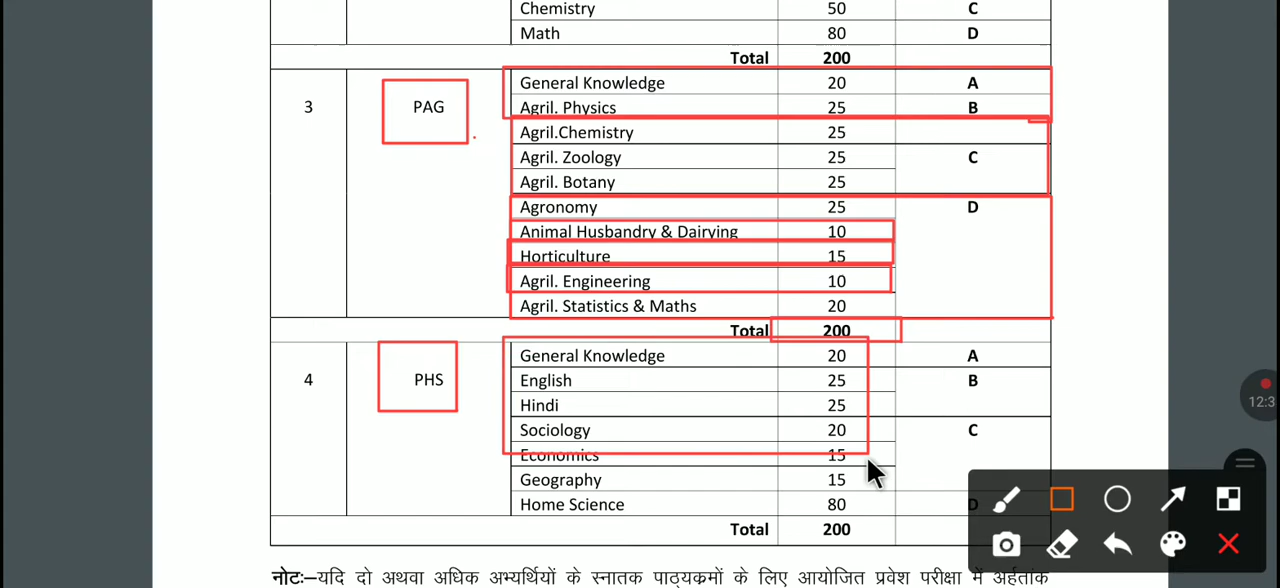 Chemistry 50 C
Math 80 D
Total 200
General Knowledge 20 A
3 PAG Agril. Physics 25 B
Agril.Chemistry 25
Agril. Zoology 25 C
Agril. Botany 25
Agronomy 25 D
Animal Husbandry & Dairying 10
Horticulture 15
Agril. Engineering 10
Agril. Statistics & Maths 20
Total 200
General Knowledge 20 A
4 PHS English 25 B
Hindi 25
Sociology 20 C
Economics 15
Geography 15
Home Science 80 D
Total 200
नोटः–यदि दो अथवा अधिक अभ्यर्थियों के स्नातक पाठ्यक्रमों के लिए आयोजित प्रवेश परीक्षा में अर्हतांक
12:3